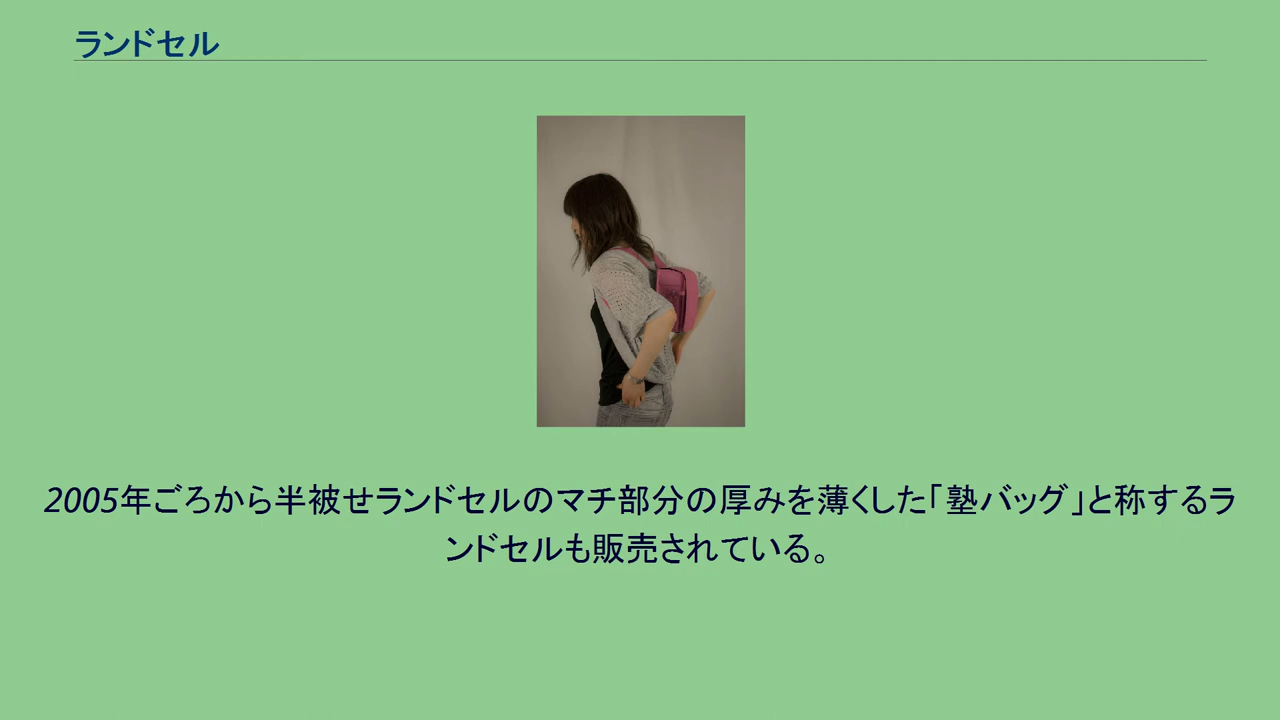 ランドセル
2005年ごろから半被せランドセルのマチ部分の厚みを薄くした「塾バッグ」と称するラ
ンドセルも販売されている。